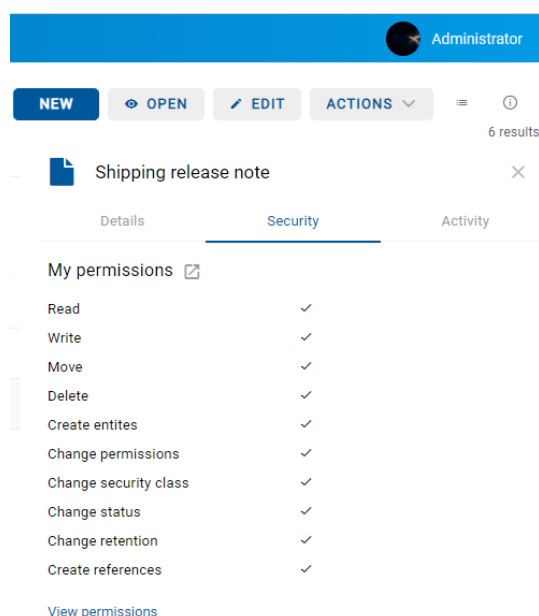 Administrator
NEW OPEN EDIT ACTIONS
6 results
Shipping release note
Details Security Activity
My permissions
Read
Write
Move
Delete
Create entites
Change permissions
Change security class
Change status
Change retention
Create references
View permissions